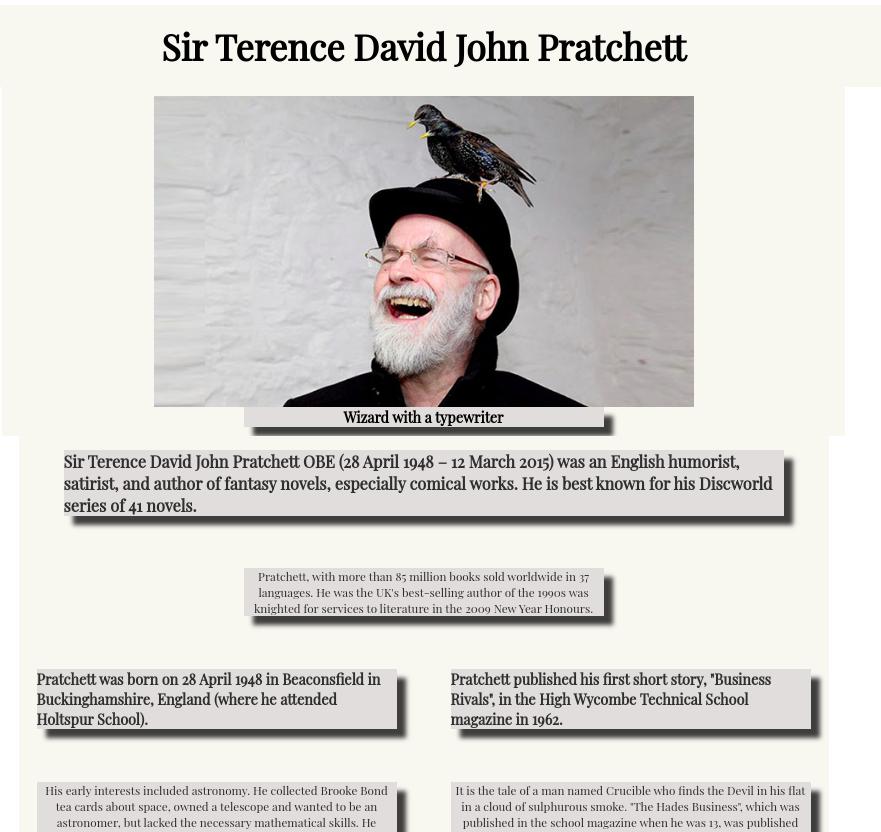 Sir Terence David John Pratchett
Wizard with a typewriter
Sir Terence David John Pratchett OBE (28 April 1948 – 12 March 2015) was an English humorist,
satirist, and author of fantasy novels, especially comical works. He is best known for his Discworld
series of 41 novels.
Pratchett, with more than 85 million books sold worldwide in 37
languages. He was the UK's best-selling author of the 1990s was
knighted for services to literature in the 2009 New Year Honours.
Pratchett was born on 28 April 1948 in Beaconsfield in
Buckinghamshire, England (where he attended
Holtspur School).
Pratchett published his first short story, "Business
Rivals", in the High Wycombe Technical School
magazine in 1962.
His early interests included astronomy. He collected Brooke Bond
tea cards about space, owned a telescope and wanted to be an
astronomer, but lacked the necessary mathematical skills. He
It is the tale of a man named Crucible who finds the Devil in his flat
in a cloud of sulphurous smoke. "The Hades Business", which was
published in the school magazine when he was 13, was published